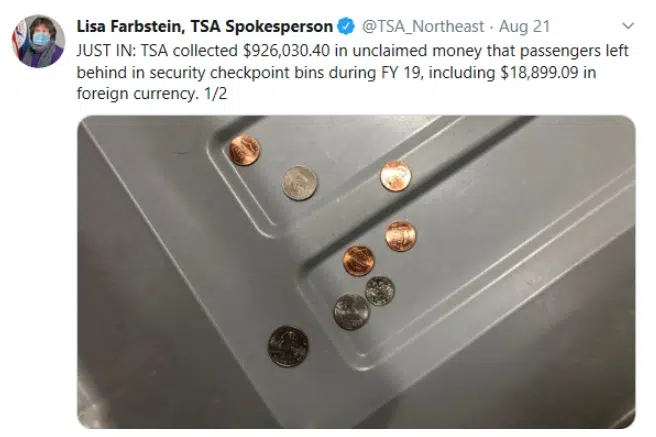 Lisa Farbstein, TSA Spokesperson @TSA_Northeast · Aug 21
JUST IN: TSA collected $926,030.40 in unclaimed money that passengers left
behind in security checkpoint bins during FY 19, including $18,899.09 in
foreign currency. 1/2